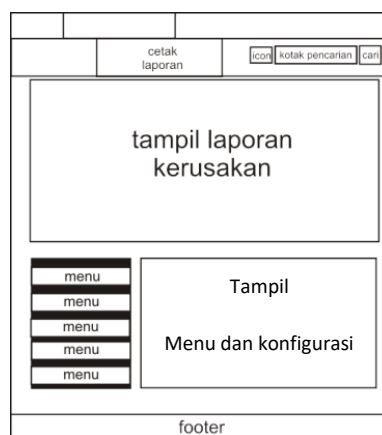 cetak
laporan
icon kotak pencarian cari
tampil laporan
kerusakan
menu
menu
menu
menu
menu
Tampil
Menu dan konfigurasi
footer